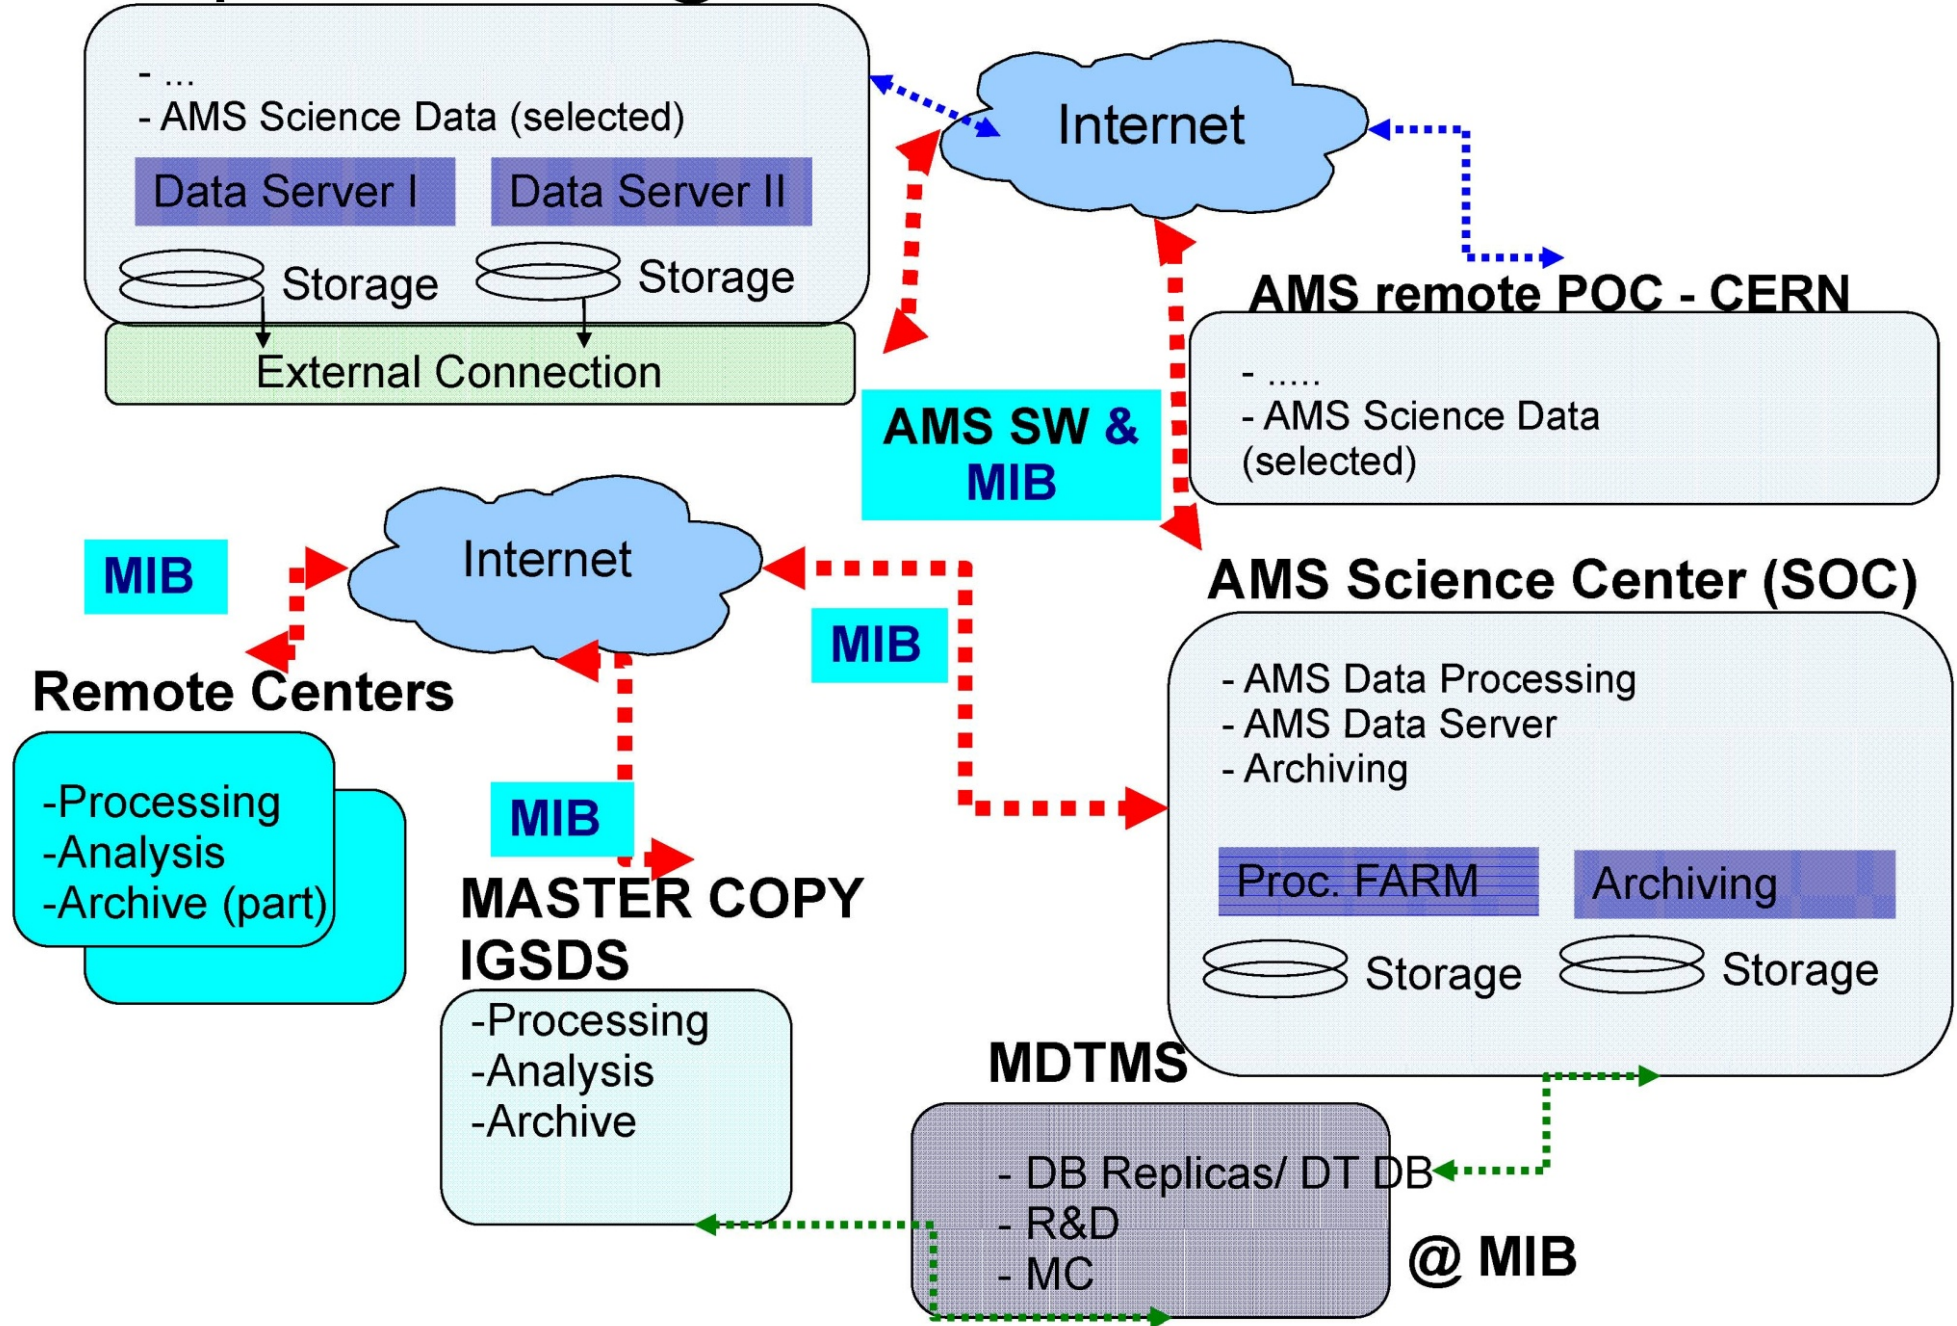 - ...
- AMS Science Data (selected)
Data Server I
Data Server II
Storage
Storage
External Connection
Internet
AMS remote POC - CERN
- .....
- AMS Science Data
(selected)
AMS SW &
MIB
Internet
MIB
MIB
MIB
AMS Science Center (SOC)
- AMS Data Processing
- AMS Data Server
- Archiving
Proc. FARM
Archiving
Storage
Storage
Remote Centers
-Processing
-Analysis
-Archive (part)
MASTER COPY
IGSDS
-Processing
-Analysis
-Archive
MDTMS
- DB Replicas/ DT DB
- R&D
- MC
@ MIB